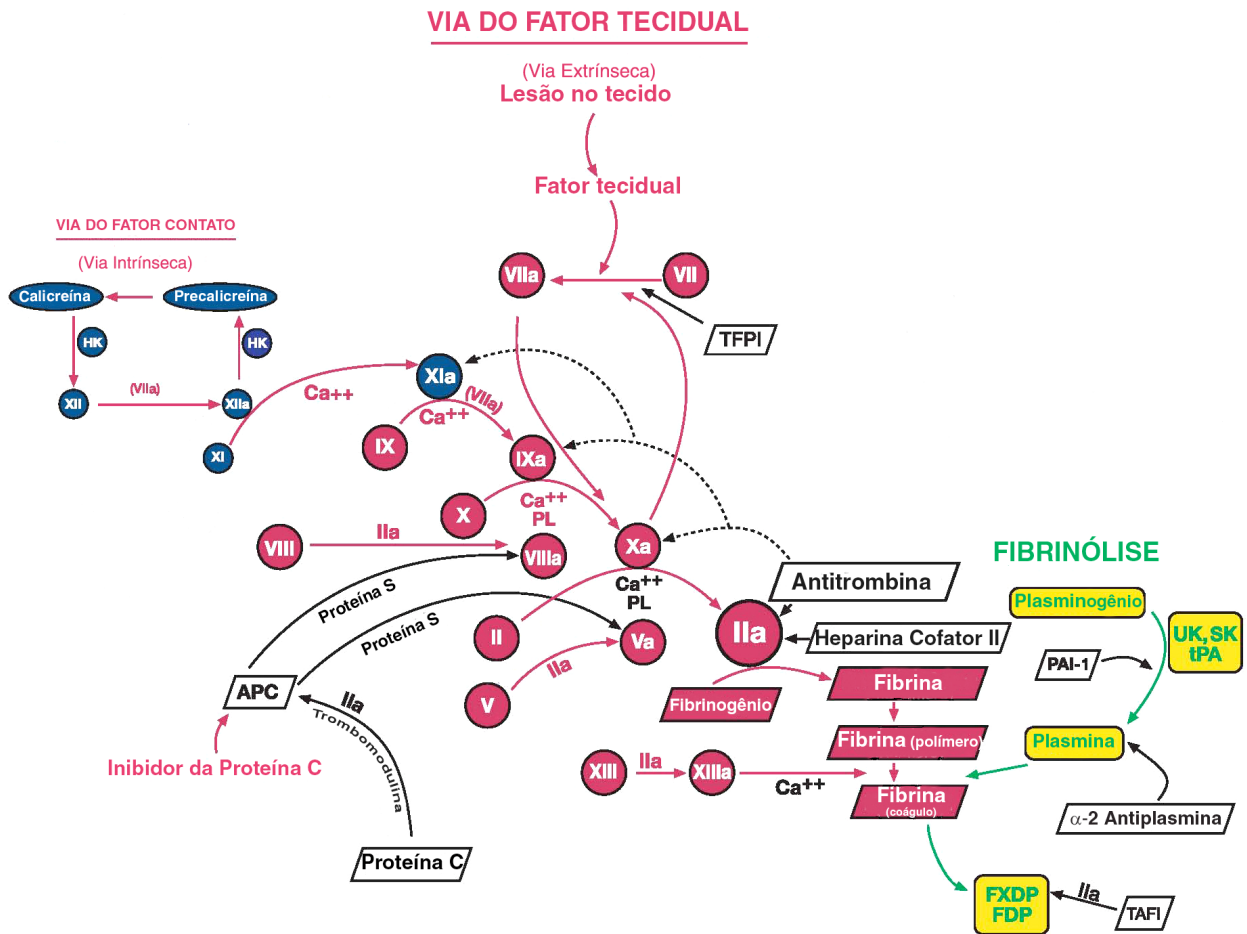 VIA DO FATOR TECIDUAL
(Via Extrínseca)
Lesão no tecido
Fator tecidual
VIA DO FATOR CONTATO
(Via Intrínseca)
Calicreína
Precalicreína
HK
HK
XII
(VIIa)
XIIa
XI
Ca++
XIa
VIIa
VII
TFPI
IX
Ca++
(VIIa)
IXa
X
Ca++
PL
VIII
IIa
VIIIa
Xa
Ca++
PL
Proteína S
Proteína S
II
V
IIa
Va
IIa
Antitrombina
Heparina Cofator II
APC
IIa
Trombomodulina
Inibidor da Proteína C
Proteína C
Fibrinogênio
Fibrina
Fibrina (polímero)
XIII
IIa
XIIIa
Ca++
Fibrina
(coágulo)
FIBRINÓLISE
Plasminogênio
UK, SK
tPA
PAI-1
Plasmina
α-2 Antiplasmina
FXDP
FDP
IIa
TAFI